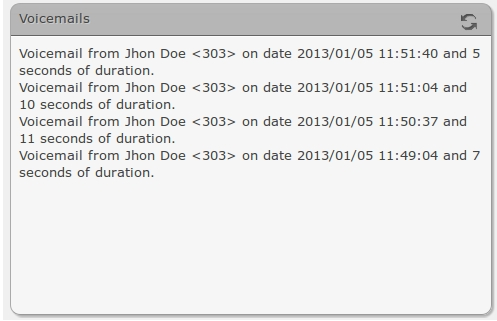 Voicemails
Voicemail from Jhon Doe <303> on date 2013/01/05 11:51:40 and 5
seconds of duration.
Voicemail from Jhon Doe <303> on date 2013/01/05 11:51:04 and
10 seconds of duration.
Voicemail from Jhon Doe <303> on date 2013/01/05 11:50:37 and
11 seconds of duration.
Voicemail from Jhon Doe <303> on date 2013/01/05 11:49:04 and 7
seconds of duration.